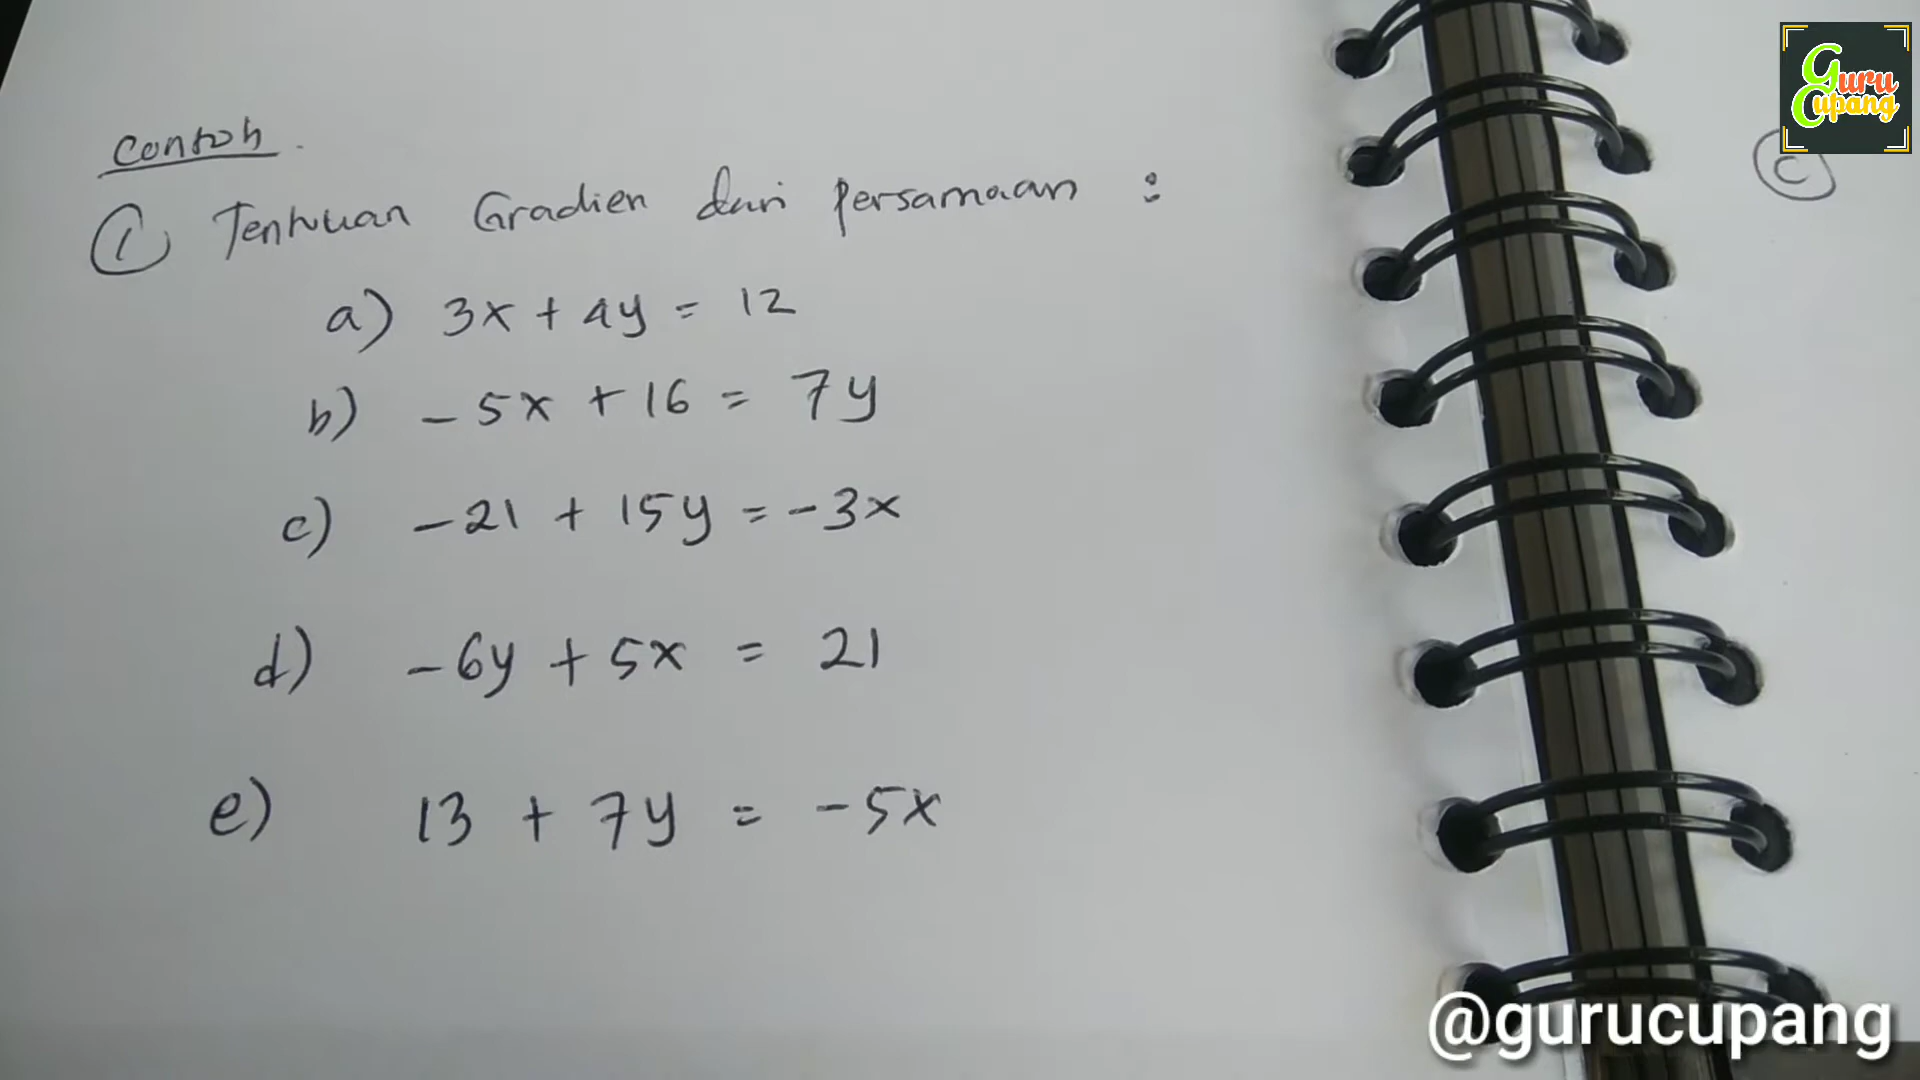 Contoh
1 Tentukan Gradien dari Persamaan :
a) 3x + 4y = 12
b) - 5x + 16 = 7y
c) - 21 + 15y = - 3x
d) - 6y + 5x = 21
e) 13 + 7y = - 5x
c
Guru
Cupang
@gurucupang